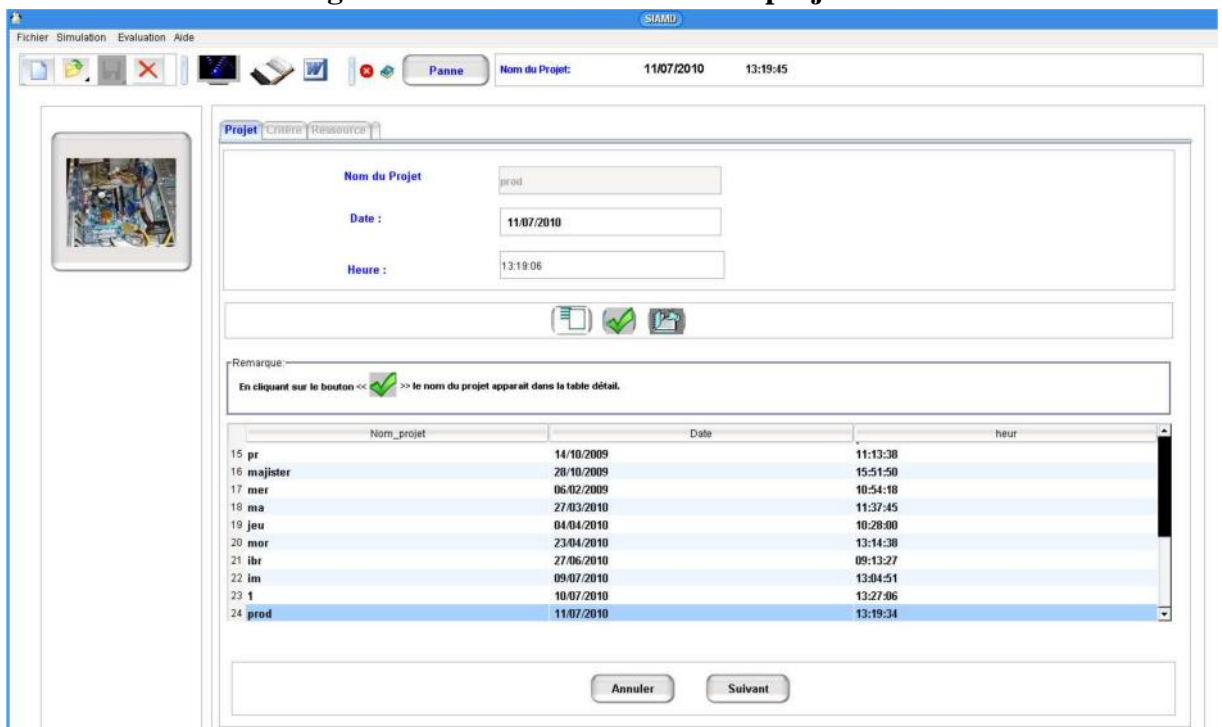 SIAMD
Fichier Simulation Evaluation Aide
Panne Nom du Projet: 11/07/2010 13:19:45
Projet Critère Ressource
Nom du Projet prod
Date : 11/07/2010
Heure : 13:19:06
Remarque:
En cliquant sur le bouton << >> le nom du projet apparait dans la table détail.
Nom_projet Date heur
15 pr 14/10/2009 11:13:38
16 majister 28/10/2009 15:51:50
17 mer 06/02/2009 10:54:18
18 ma 27/03/2010 11:37:45
19 jeu 04/04/2010 10:28:00
20 mor 23/04/2010 13:14:38
21 ibr 27/06/2010 09:13:27
22 im 09/07/2010 13:04:51
23 1 10/07/2010 13:27:06
24 prod 11/07/2010 13:19:34
Annuler Suivant